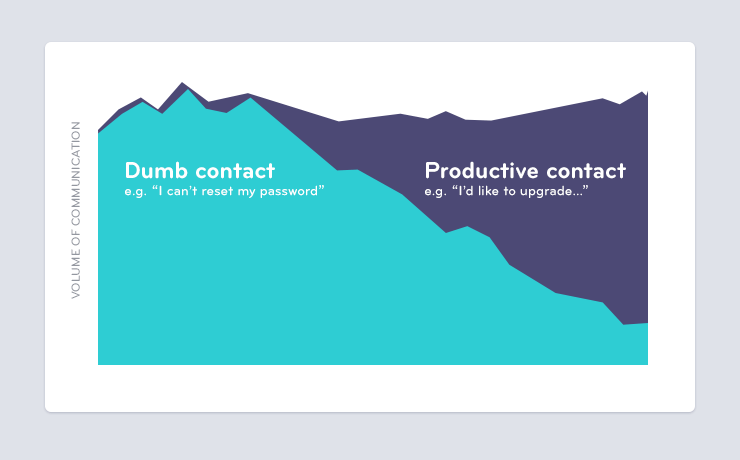 VOLUME OF COMMUNICATION
Dumb contact
e.g. “I can’t reset my password”
Productive contact
e.g. “I’d like to upgrade...”